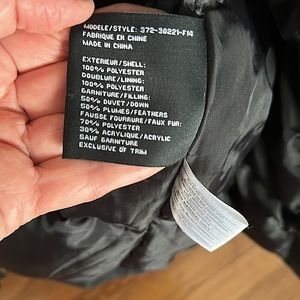 MODELE/STYLE: 372-30221-F14
FABRIQUE EN CHINE
MADE IN CHINA
EXTERIEUR/SHELL:
100% POLYESTER
DOUBLURE/LINING:
100% POLYESTER
GARNITURE/FILLING:
50% DUVET/DOWN
50% PLUMES/FEATHERS
FAUSSE FOURRURE/FAUX FUR:
70% POLYESTER
30% ACRYLIQUE/ACRYLIC
SAUF GARNITURE
EXCLUSIVE OF TRIM